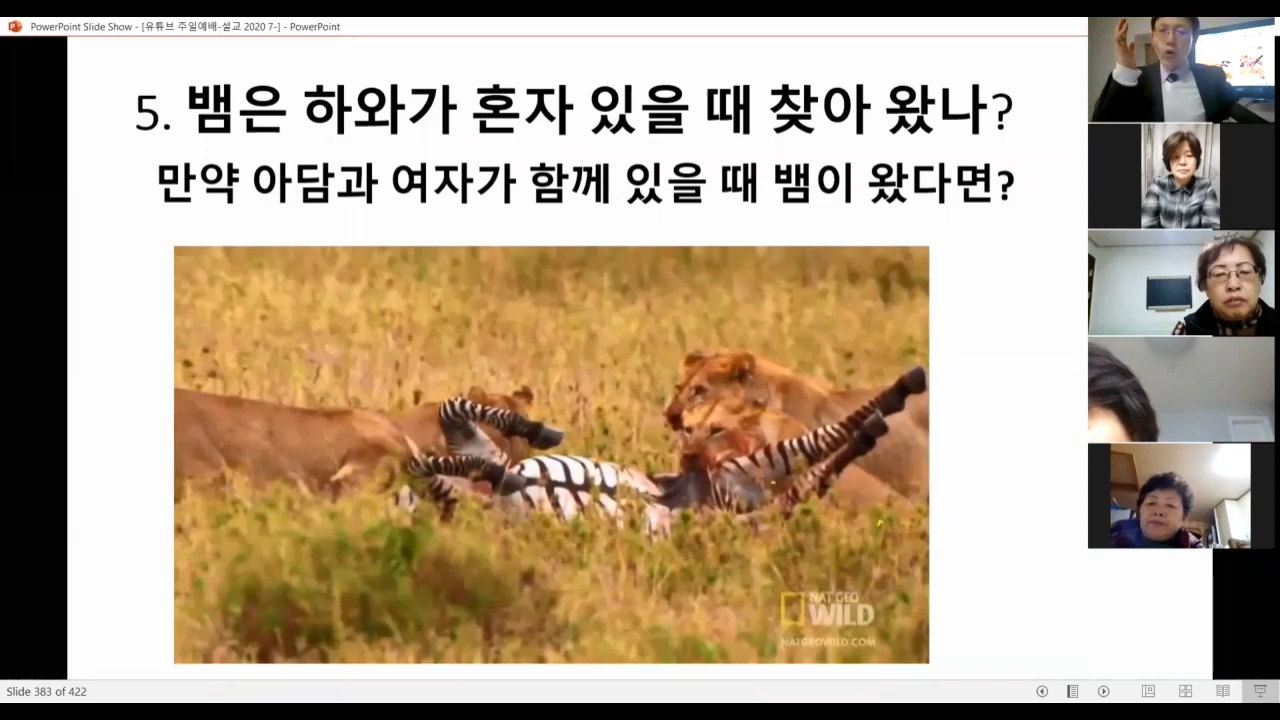 PowerPoint Slide Show - [유튜브 주일예배-설교 2020 7-] - PowerPoint
5. 뱀은 하와가 혼자 있을 때 찾아 왔나?
만약 아담과 여자가 함께 있을 때 뱀이 왔다면?
NAT GEO
WILD
NATGEOWILD.COM
Slide 383 of 422